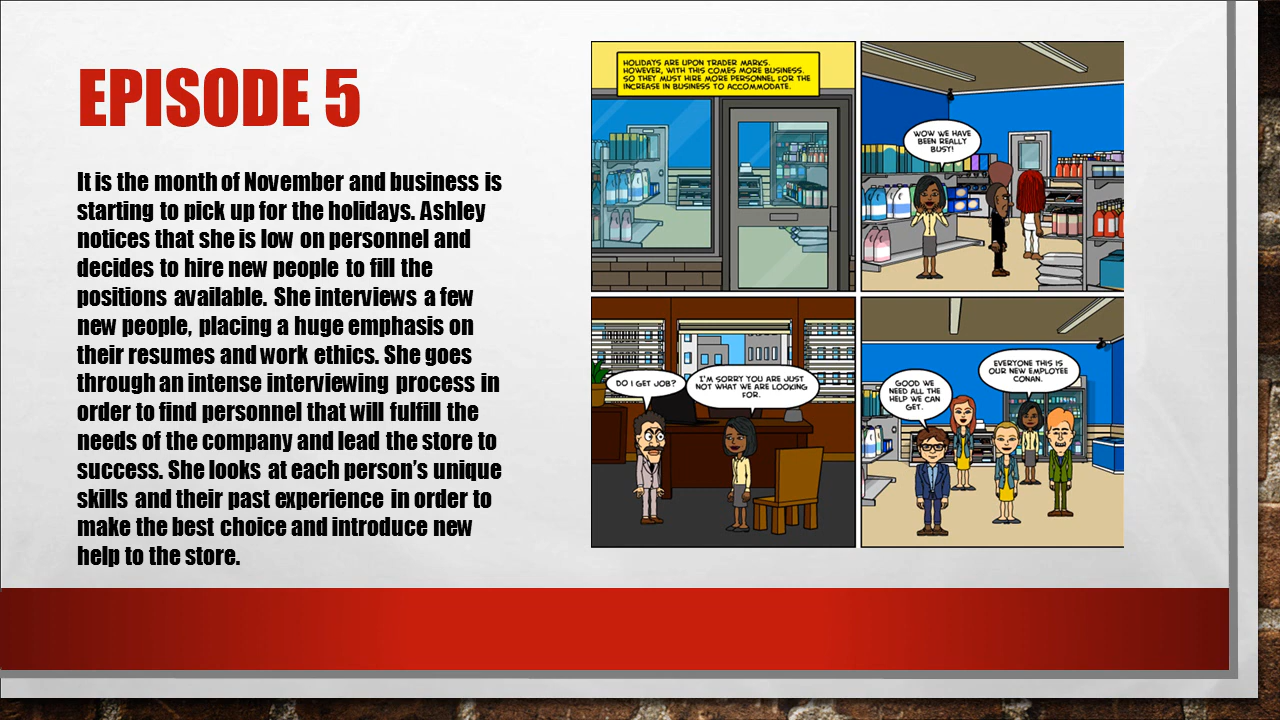 EPISODE 5
It is the month of November and business is
starting to pick up for the holidays. Ashley
notices that she is low on personnel and
decides to hire new people to fill the
positions available. She interviews a few
new people, placing a huge emphasis on
their resumes and work ethics. She goes
through an intense interviewing process in
order to find personnel that will fulfill the
needs of the company and lead the store to
success. She looks at each person's unique
skills and their past experience in order to
make the best choice and introduce new
help to the store.
HOLIDAYS ARE UPON TRADER MARKS.
HOWEVER, WITH THIS COMES MORE BUSINESS.
SO THEY MUST HIRE MORE PERSONNEL FOR THE
INCREASE IN BUSINESS TO ACCOMMODATE.
WOW WE HAVE
BEEN REALLY
BUSY!
DO I GET JOB?
I'M SORRY YOU ARE JUST
NOT WHAT WE ARE LOOKING
FOR.
GOOD WE
NEED ALL THE
HELP WE CAN
GET.
EVERYONE THIS IS
OUR NEW EMPLOYEE
CONAN.